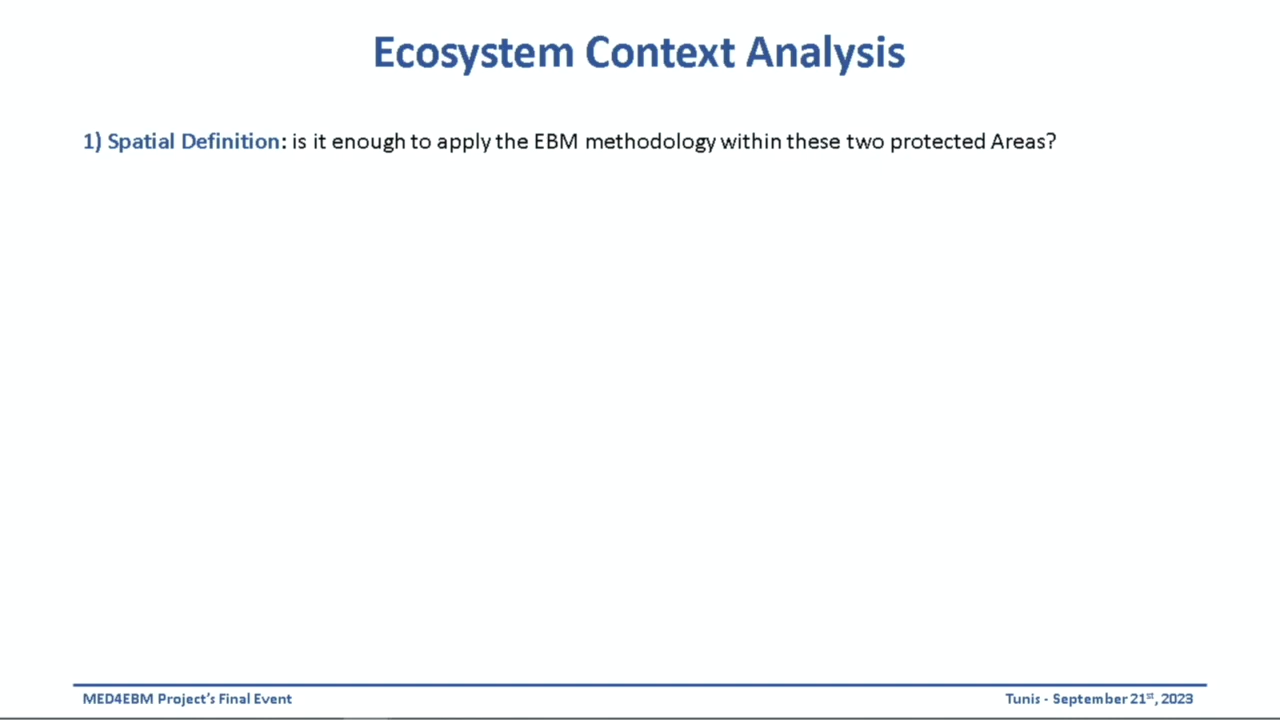 Ecosystem Context Analysis
1) Spatial Definition: is it enough to apply the EBM methodology within these two protected Areas?
MED4EBM Project's Final Event
Tunis - September 21st, 2023